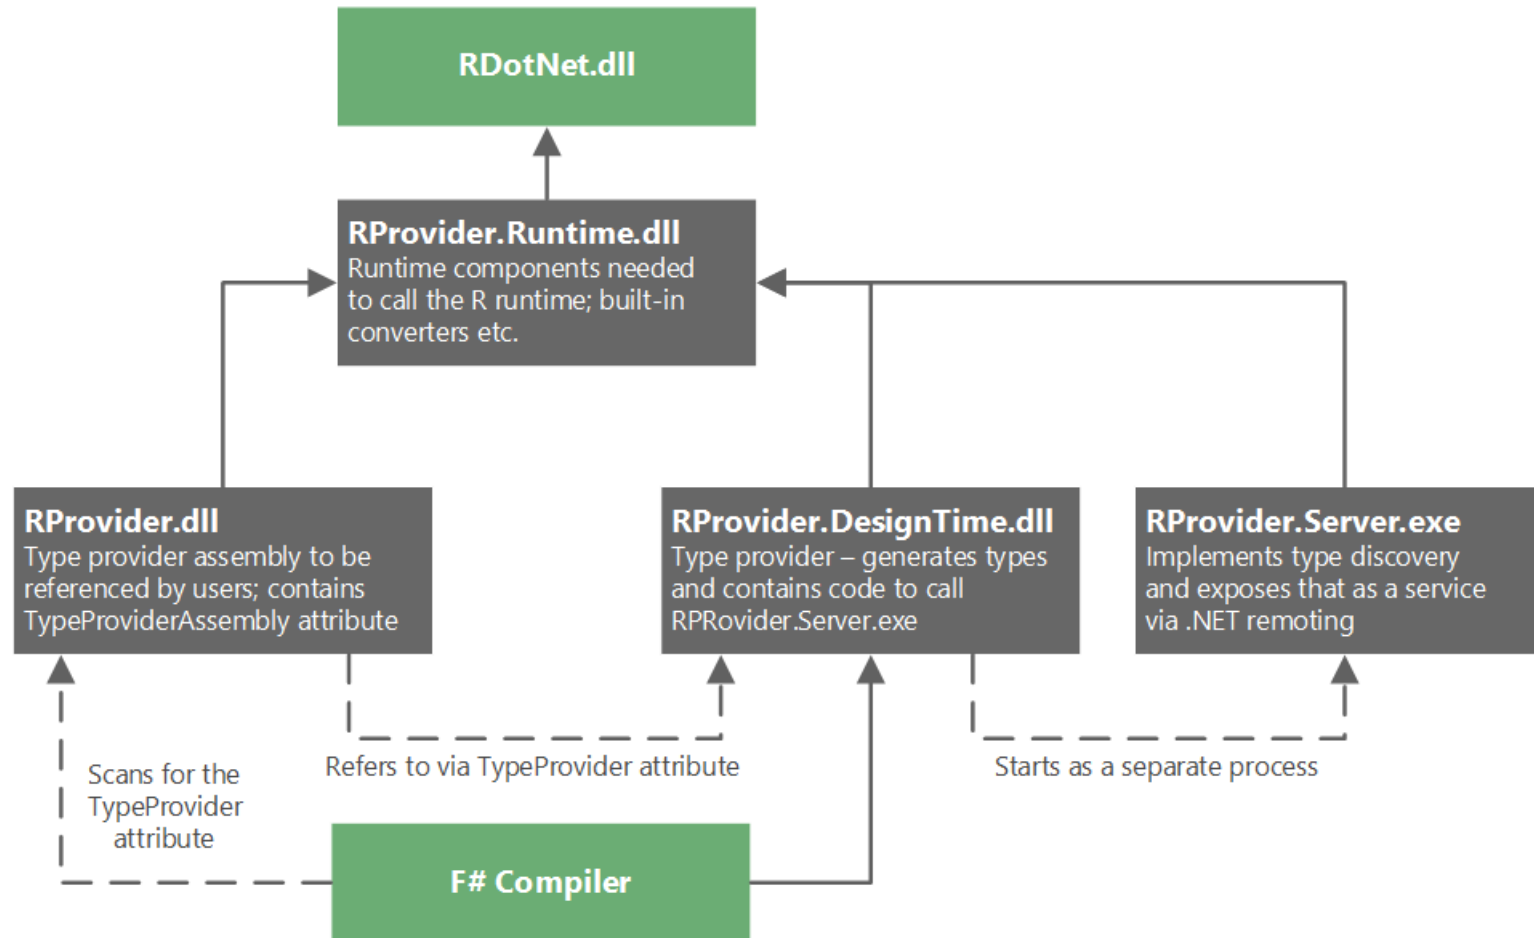 RDotNet.dll
RProvider.Runtime.dll
Runtime components needed
to call the R runtime; built-in
converters etc.
RProvider.dll
Type provider assembly to be
referenced by users; contains
TypeProviderAssembly attribute
RProvider.DesignTime.dll
Type provider – generates types
and contains code to call
RPRovider.Server.exe
RProvider.Server.exe
Implements type discovery
and exposes that as a service
via .NET remoting
Scans for the
TypeProvider
attribute
Refers to via TypeProvider attribute
Starts as a separate process
F# Compiler